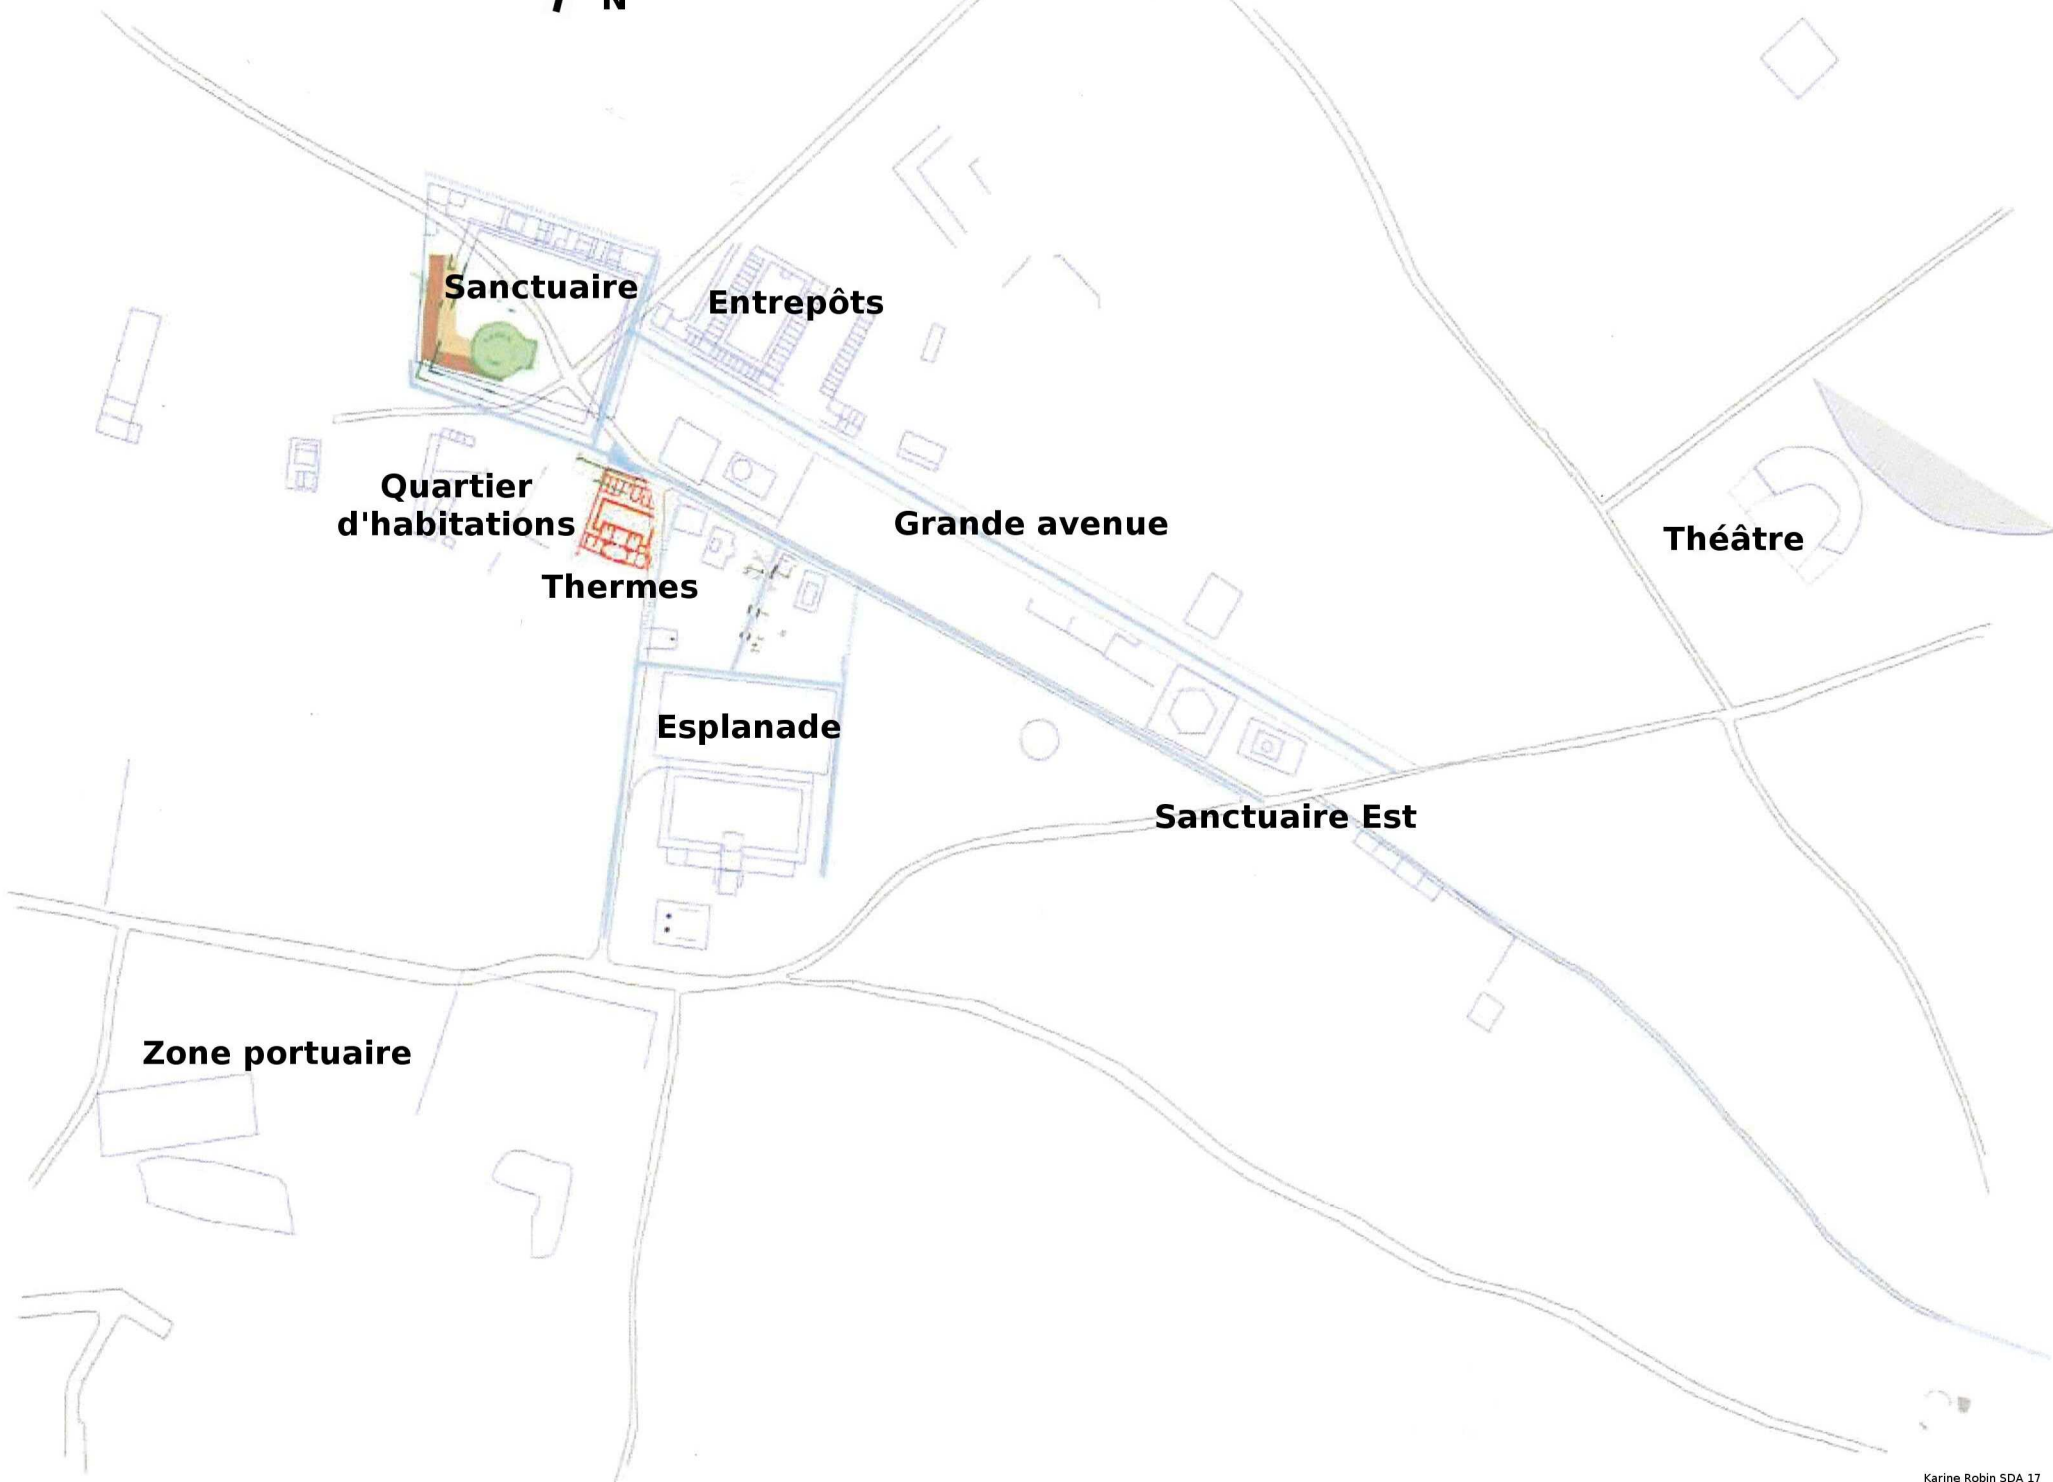 N
Sanctuaire
Entrepôts
Quartier
d'habitations
Grande avenue
Théâtre
Thermes
Esplanade
Sanctuaire Est
Zone portuaire
Karine Robin SDA 17